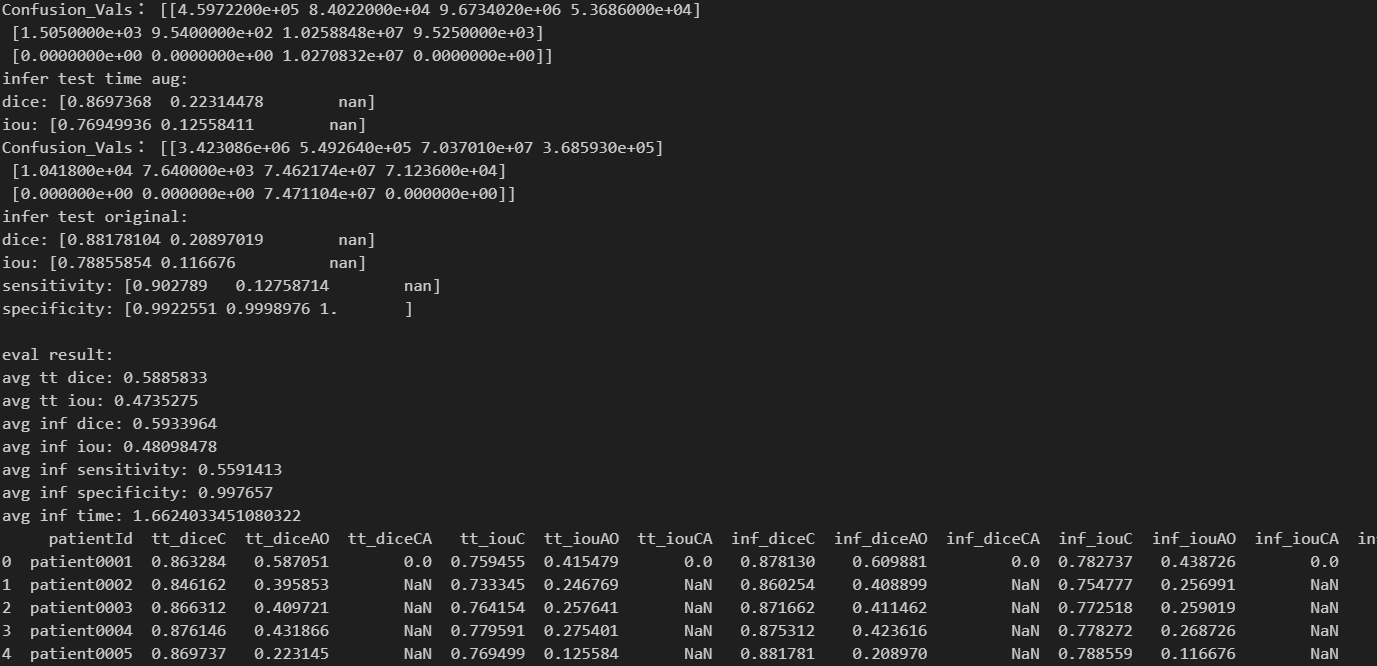 Confusion_Vals： [[4.5972200e+05 8.4022000e+04 9.6734020e+06 5.3686000e+04]
 [1.5050000e+03 9.5400000e+02 1.0258848e+07 9.5250000e+03]
 [0.0000000e+00 0.0000000e+00 1.0270832e+07 0.0000000e+00]]
infer test time aug:
dice: [0.8697368  0.22314478        nan]
iou: [0.76949936 0.12558411        nan]
Confusion_Vals： [[3.423086e+06 5.492640e+05 7.037010e+07 3.685930e+05]
 [1.041800e+04 7.640000e+03 7.462174e+07 7.123600e+04]
 [0.000000e+00 0.000000e+00 7.471104e+07 0.000000e+00]]
infer test original:
dice: [0.88178104 0.20897019        nan]
iou: [0.78855854 0.116676          nan]
sensitivity: [0.902789   0.12758714        nan]
specificity: [0.9922551 0.9998976 1.       ]
eval result:
avg tt dice: 0.5885833
avg tt iou: 0.4735275
avg inf dice: 0.5933964
avg inf iou: 0.48098478
avg inf sensitivity: 0.5591413
avg inf specificity: 0.997657
avg inf time: 1.6624033451080322
     patientId  tt_diceC  tt_diceAO  tt_diceCA   tt_iouC  tt_iouAO  tt_iouCA  inf_diceC  inf_diceAO  inf_diceCA  inf_iouC  inf_iouAO  inf_iouCA  in
0  patient0001  0.863284   0.587051        0.0  0.759455  0.415479       0.0   0.878130    0.609881         0.0  0.782737   0.438726        0.0
1  patient0002  0.846162   0.395853        NaN  0.733345  0.246769       NaN   0.860254    0.408899         NaN  0.754777   0.256991        NaN
2  patient0003  0.866312   0.409721        NaN  0.764154  0.257641       NaN   0.871662    0.411462         NaN  0.772518   0.259019        NaN
3  patient0004  0.876146   0.431866        NaN  0.779591  0.275401       NaN   0.875312    0.423616         NaN  0.778272   0.268726        NaN
4  patient0005  0.869737   0.223145        NaN  0.769499  0.125584       NaN   0.881781    0.208970         NaN  0.788559   0.116676        NaN